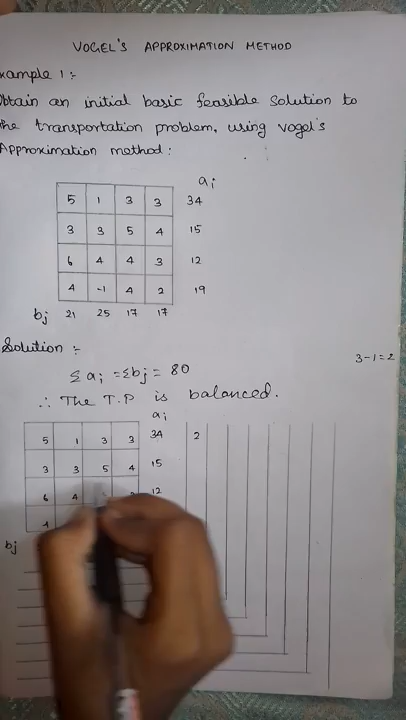 VOGEL'S APPROXIMATION METHOD
xample 1 :-
btain an initial basic feasible solution to
the transportation problem, using vogel's
Approximation method :
ai
5 1 3 3 34
3 3 5 4 15
6 4 4 3 12
4 -1 4 2 19
bj 21 25 17 17
Solution :-
3-1=2
Σ ai = Σbj = 80
∴ The T.P is balanced.
ai
5 1 3 3 34 2
3 3 5 4 15
6 4 12
4
bj